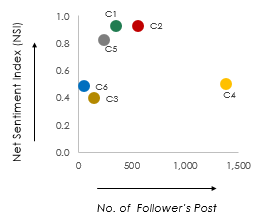 Net Sentiment Index (NSI)
1.0
0.8
0.6
0.4
0.2
0.0
C1
C2
C5
C6
C3
C4
0
500
1,000
1,500
No. of Follower's Post